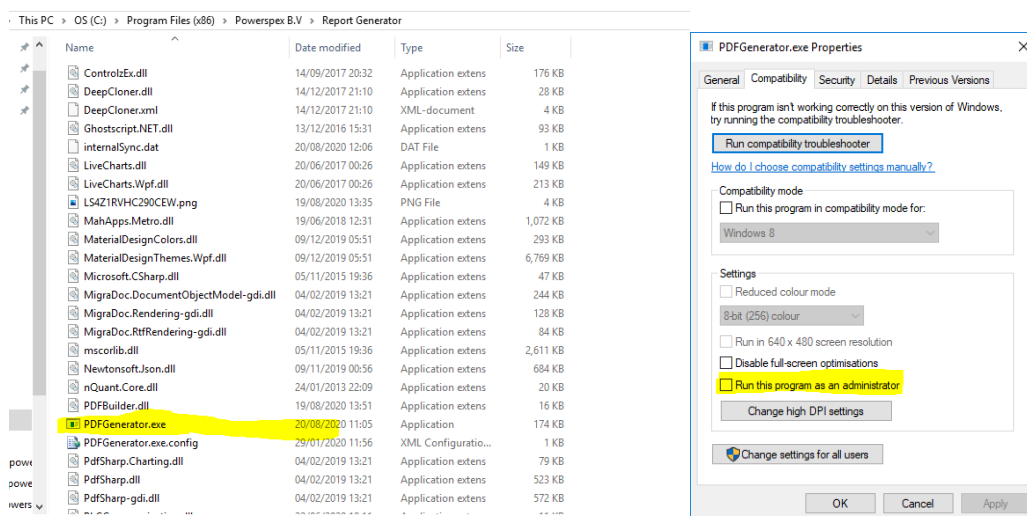 This PC > OS (C:) > Program Files (x86) > Powerspex B.V > Report Generator
Name Date modified Type Size
ControlzEx.dll 14/09/2017 20:32 Application extens 176 KB
DeepCloner.dll 14/12/2017 21:10 Application extens 28 KB
DeepCloner.xml 14/12/2017 21:10 XML-document 4 KB
Ghostscript.NET.dll 13/12/2016 15:31 Application extens 93 KB
internalSync.dat 20/08/2020 12:06 DAT File 1 KB
LiveCharts.dll 20/06/2017 00:26 Application extens 149 KB
LiveCharts.Wpf.dll 20/06/2017 00:26 Application extens 213 KB
LS4Z1RVHC290CEW.png 19/08/2020 13:35 PNG File 4 KB
MahApps.Metro.dll 19/06/2018 12:31 Application extens 1,072 KB
MaterialDesignColors.dll 09/12/2019 05:51 Application extens 293 KB
MaterialDesignThemes.Wpf.dll 09/12/2019 05:51 Application extens 6,769 KB
Microsoft.CSharp.dll 05/11/2015 19:36 Application extens 47 KB
MigraDoc.DocumentObjectModel-gdi.dll 04/02/2019 13:21 Application extens 244 KB
MigraDoc.Rendering-gdi.dll 04/02/2019 13:21 Application extens 128 KB
MigraDoc.RtfRendering-gdi.dll 04/02/2019 13:21 Application extens 84 KB
mscorlib.dll 05/11/2015 19:36 Application extens 2,611 KB
Newtonsoft.Json.dll 09/11/2019 00:56 Application extens 684 KB
nQuant.Core.dll 24/01/2013 22:09 Application extens 20 KB
PDFBuilder.dll 19/08/2020 13:51 Application extens 16 KB
PDFGenerator.exe 20/08/2020 11:05 Application 174 KB
PDFGenerator.exe.config 29/01/2020 11:56 XML Configuratio... 1 KB
PdfSharp.Charting.dll 04/02/2019 13:21 Application extens 79 KB
PdfSharp.dll 04/02/2019 13:21 Application extens 523 KB
PdfSharp-gdi.dll 04/02/2019 13:21 Application extens 572 KB
powe
powe
owers
PDFGenerator.exe Properties
General Compatibility Security Details Previous Versions
If this program isn't working correctly on this version of Windows,
try running the compatibility troubleshooter.
Run compatibility troubleshooter
How do I choose compatibility settings manually?
Compatibility mode
Run this program in compatibility mode for:
Windows 8
Settings
Reduced colour mode
8-bit (256) colour
Run in 640 x 480 screen resolution
Disable full-screen optimisations
Run this program as an administrator
Change high DPI settings
Change settings for all users
OK Cancel Apply